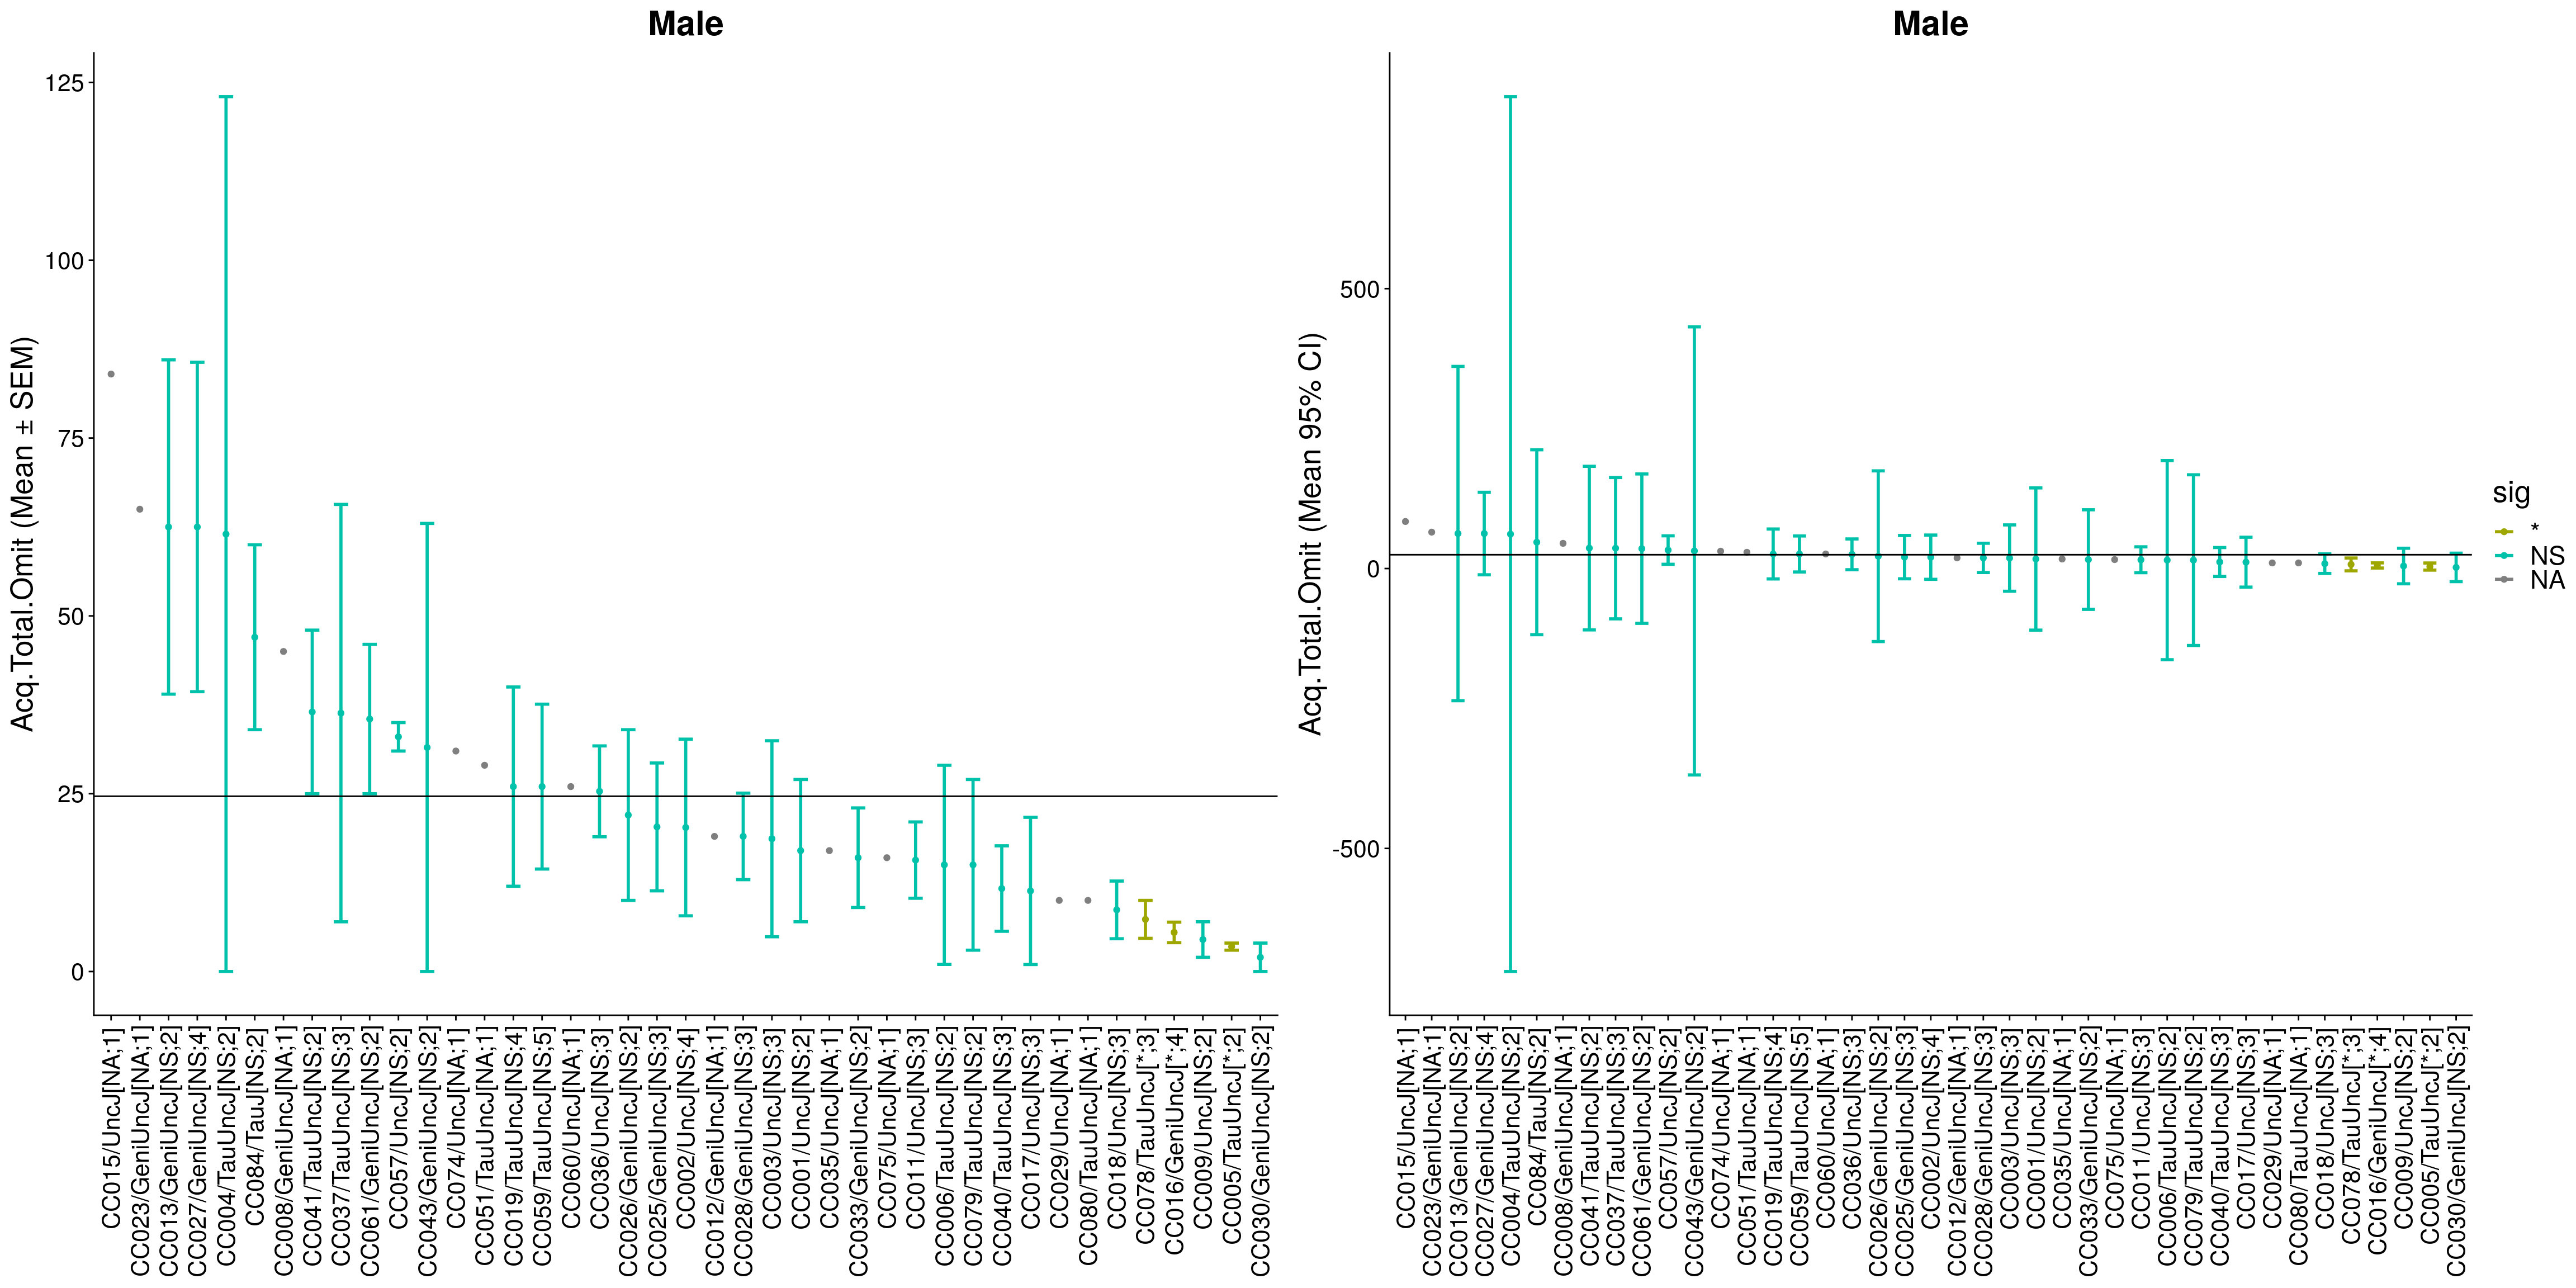 Male
Acq.Total.Omit (Mean ± SEM)
125
100
75
50
25
0
CC015/UncJ[NA;1]
CC023/GeniUncJ[NA;1]
CC013/GeniUncJ[NS;2]
CC027/GeniUncJ[NS;4]
CC004/TauUncJ[NS;2]
CC084/TauJ[NS;2]
CC008/GeniUncJ[NA;1]
CC041/TauUncJ[NS;2]
CC037/TauUncJ[NS;3]
CC061/GeniUncJ[NS;2]
CC057/UncJ[NS;2]
CC043/GeniUncJ[NS;2]
CC074/UncJ[NA;1]
CC051/TauUncJ[NA;1]
CC019/TauUncJ[NS;4]
CC059/TauUncJ[NS;5]
CC060/UncJ[NA;1]
CC036/UncJ[NS;3]
CC026/GeniUncJ[NS;2]
CC025/GeniUncJ[NS;3]
CC002/UncJ[NS;4]
CC012/GeniUncJ[NA;1]
CC028/GeniUncJ[NS;3]
CC003/UncJ[NS;3]
CC001/UncJ[NS;2]
CC035/UncJ[NA;1]
CC033/GeniUncJ[NS;2]
CC075/UncJ[NA;1]
CC011/UncJ[NS;3]
CC006/TauUncJ[NS;2]
CC079/TauUncJ[NS;2]
CC040/TauUncJ[NS;3]
CC017/UncJ[NS;3]
CC029/UncJ[NA;1]
CC080/TauUncJ[NA;1]
CC018/UncJ[NS;3]
CC078/TauUncJ[*;3]
CC016/GeniUncJ[*;4]
CC009/UncJ[NS;2]
CC005/TauUncJ[*;2]
CC030/GeniUncJ[NS;2]
Male
Acq.Total.Omit (Mean 95% CI)
500
0
-500
CC015/UncJ[NA;1]
CC023/GeniUncJ[NA;1]
CC013/GeniUncJ[NS;2]
CC027/GeniUncJ[NS;4]
CC004/TauUncJ[NS;2]
CC084/TauJ[NS;2]
CC008/GeniUncJ[NA;1]
CC041/TauUncJ[NS;2]
CC037/TauUncJ[NS;3]
CC061/GeniUncJ[NS;2]
CC057/UncJ[NS;2]
CC043/GeniUncJ[NS;2]
CC074/UncJ[NA;1]
CC051/TauUncJ[NA;1]
CC019/TauUncJ[NS;4]
CC059/TauUncJ[NS;5]
CC060/UncJ[NA;1]
CC036/UncJ[NS;3]
CC026/GeniUncJ[NS;2]
CC025/GeniUncJ[NS;3]
CC002/UncJ[NS;4]
CC012/GeniUncJ[NA;1]
CC028/GeniUncJ[NS;3]
CC003/UncJ[NS;3]
CC001/UncJ[NS;2]
CC035/UncJ[NA;1]
CC033/GeniUncJ[NS;2]
CC075/UncJ[NA;1]
CC011/UncJ[NS;3]
CC006/TauUncJ[NS;2]
CC079/TauUncJ[NS;2]
CC040/TauUncJ[NS;3]
CC017/UncJ[NS;3]
CC029/UncJ[NA;1]
CC080/TauUncJ[NA;1]
CC018/UncJ[NS;3]
CC078/TauUncJ[*;3]
CC016/GeniUncJ[*;4]
CC009/UncJ[NS;2]
CC005/TauUncJ[*;2]
CC030/GeniUncJ[NS;2]
sig
*
NS
NA